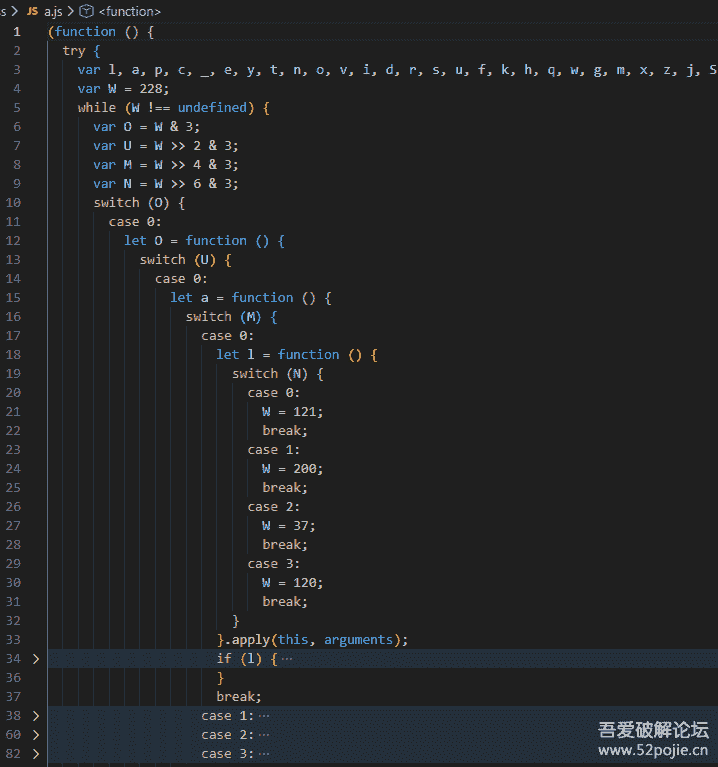 s > JS a.js > <function>
1 (function () {
2 try {
3 var l, a, p, c, _, e, y, t, n, o, v, i, d, r, s, u, f, k, h, q, w, g, m, x, z, j, S
4 var W = 228;
5 while (W !== undefined) {
6 var O = W & 3;
7 var U = W >> 2 & 3;
8 var M = W >> 4 & 3;
9 var N = W >> 6 & 3;
10 switch (O) {
11 case 0:
12 let O = function () {
13 switch (U) {
14 case 0:
15 let a = function () {
16 switch (M) {
17 case 0:
18 let l = function () {
19 switch (N) {
20 case 0:
21 W = 121;
22 break;
23 case 1:
24 W = 200;
25 break;
26 case 2:
27 W = 37;
28 break;
29 case 3:
30 W = 120;
31 break;
32 }
33 }.apply(this, arguments);
34 > if (l) {···
36 }
37 break;
38 > case 1:···
60 > case 2:···
82 > case 3:···
吾爱破解论坛
www.52pojie.cn